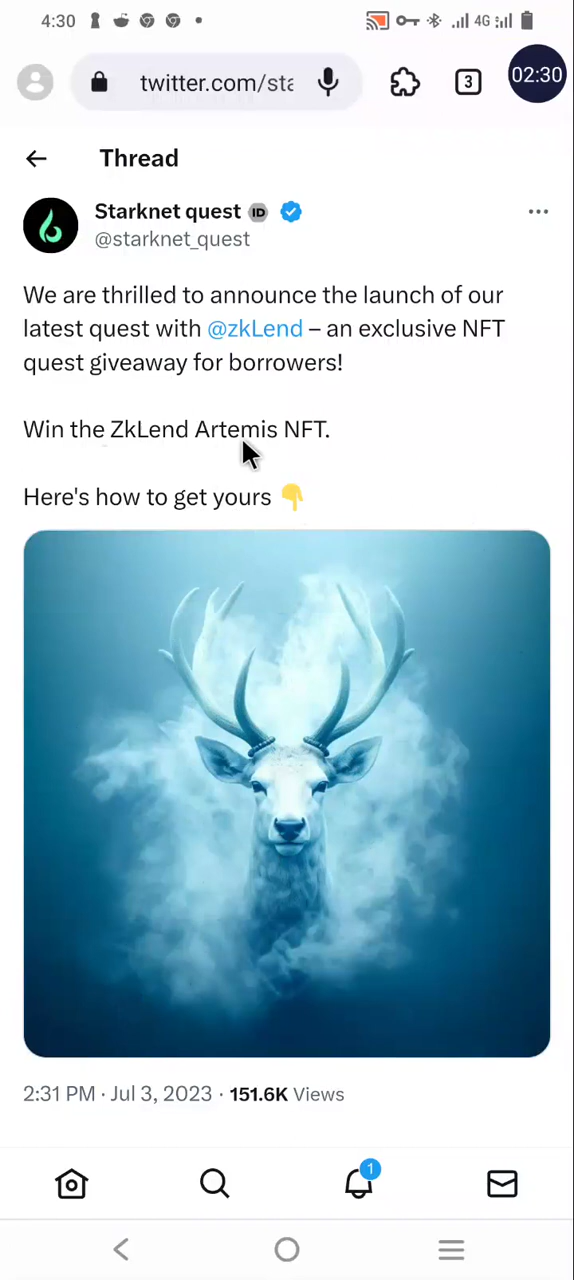 4:30
4G
twitter.com/sta
3
02:30
Thread
Starknet quest ID
@starknet_quest
We are thrilled to announce the launch of our
latest quest with @zkLend – an exclusive NFT
quest giveaway for borrowers!
Win the ZkLend Artemis NFT.
Here's how to get yours 👇
2:31 PM · Jul 3, 2023 · 151.6K Views
1